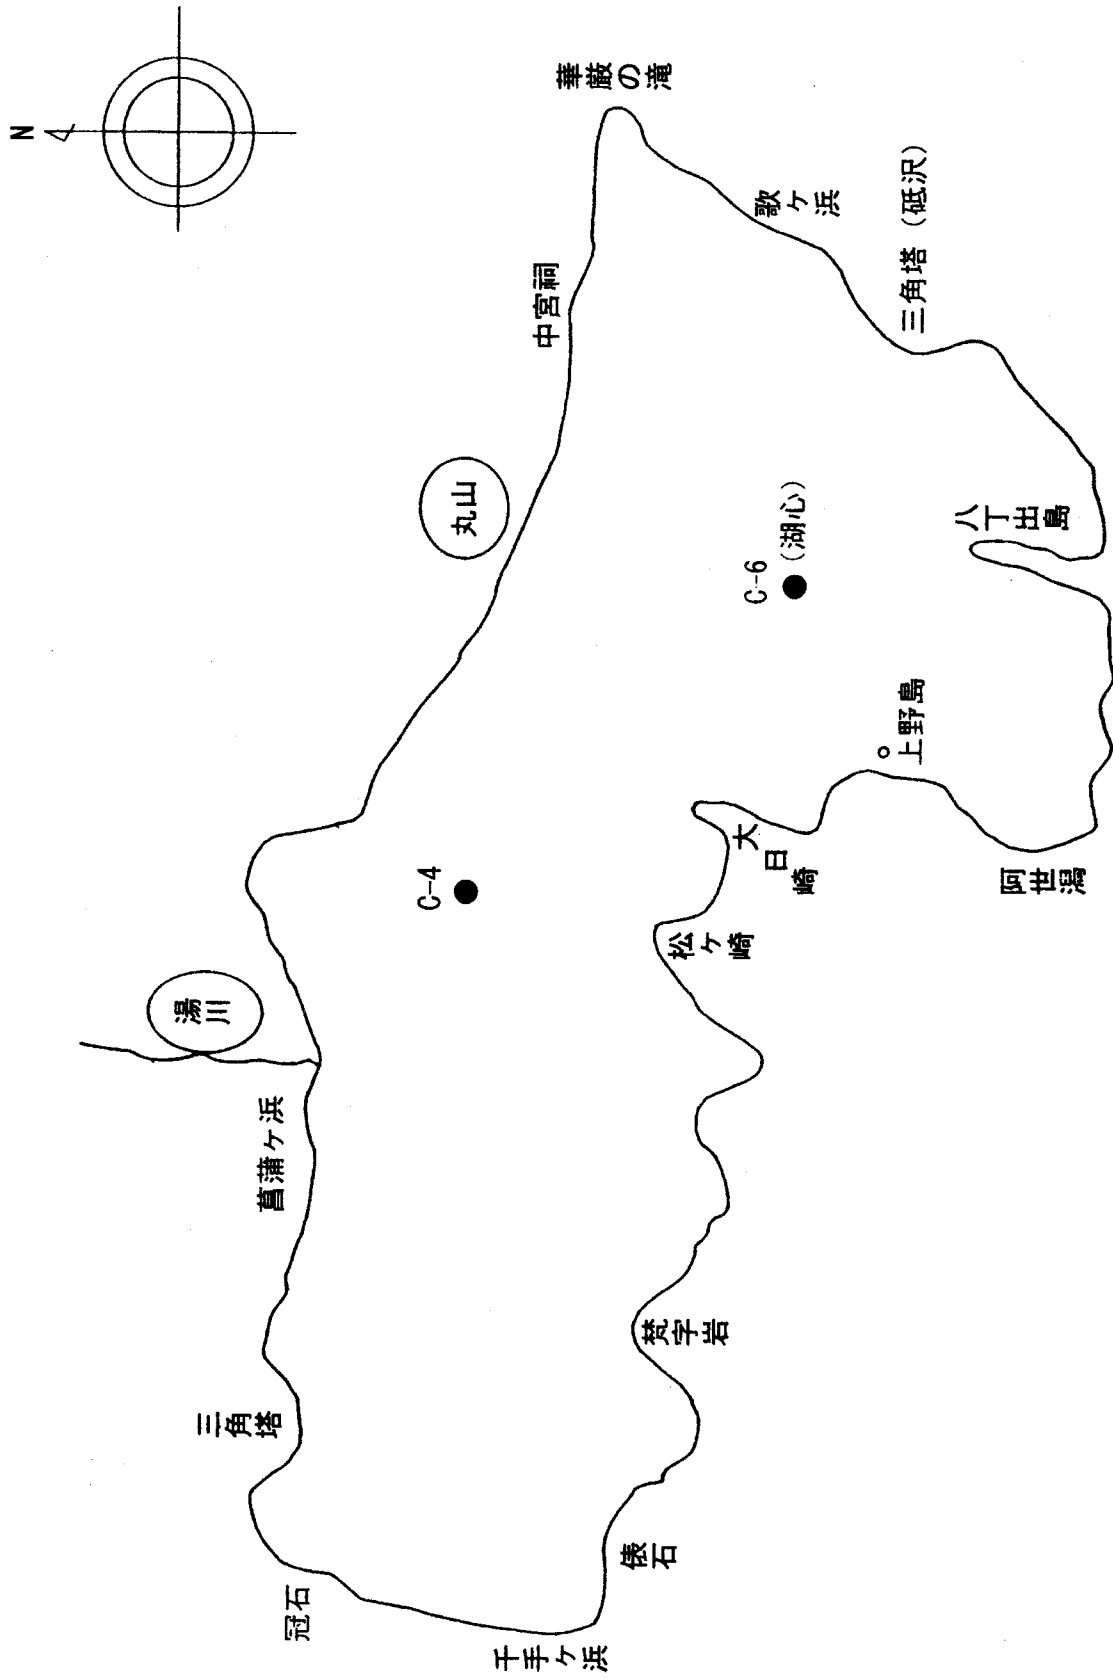 N
華厳の滝
歌ヶ浜
三角塔（砥沢）
中宮祠
丸山
八丁出島
C-6
（湖心）
上野島
大日崎
阿世潟
C-4
松ヶ崎
湯川
菖蒲ヶ浜
梵字岩
三角塔
俵石
冠石
千手ヶ浜